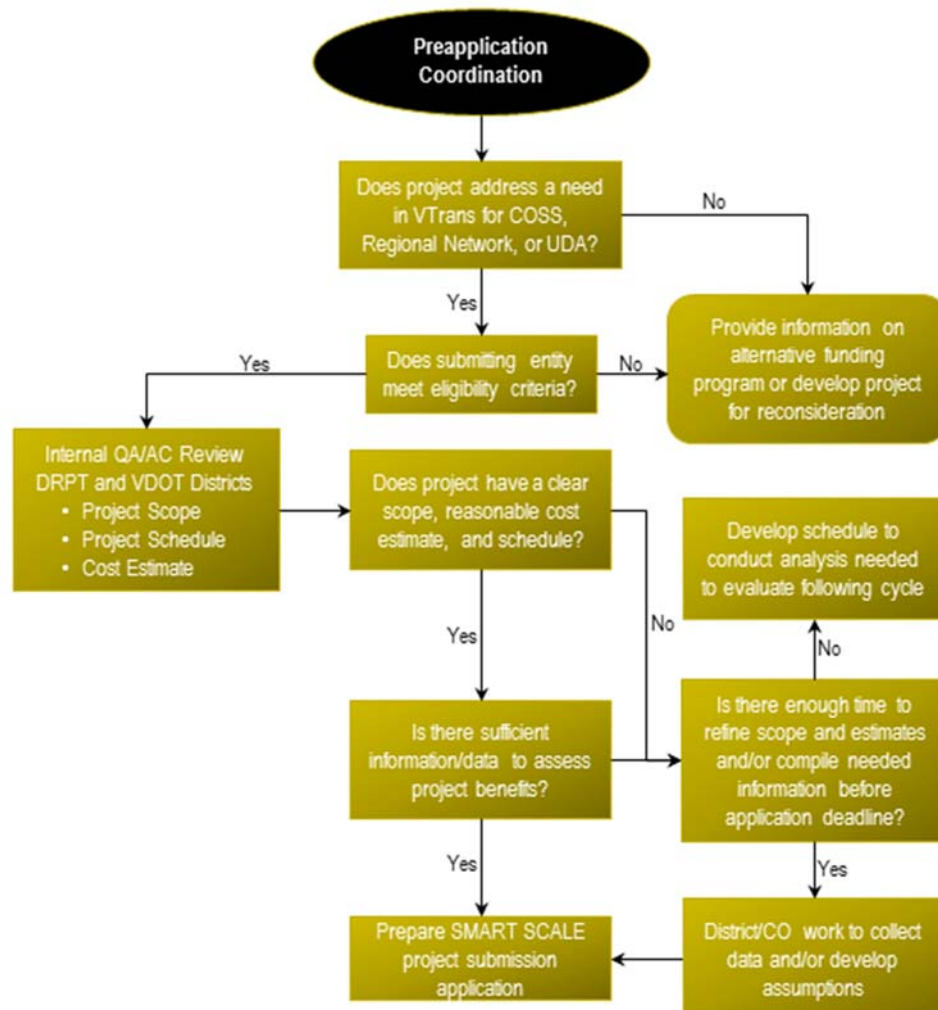 Preapplication
Coordination
Does project address a need
in VTrans for COSS,
Regional Network, or UDA?
No
Yes
Does submitting entity
meet eligibility criteria?
No
Provide information on
alternative funding
program or develop project
for reconsideration
Yes
Internal QA/AC Review
DRPT and VDOT Districts
• Project Scope
• Project Schedule
• Cost Estimate
Does project have a clear
scope, reasonable cost
estimate, and schedule?
Develop schedule to
conduct analysis needed
to evaluate following cycle
Yes
No
No
Is there sufficient
information/data to assess
project benefits?
Is there enough time to
refine scope and estimates
and/or compile needed
information before
application deadline?
Yes
Yes
Prepare SMART SCALE
project submission
application
District/CO work to collect
data and/or develop
assumptions